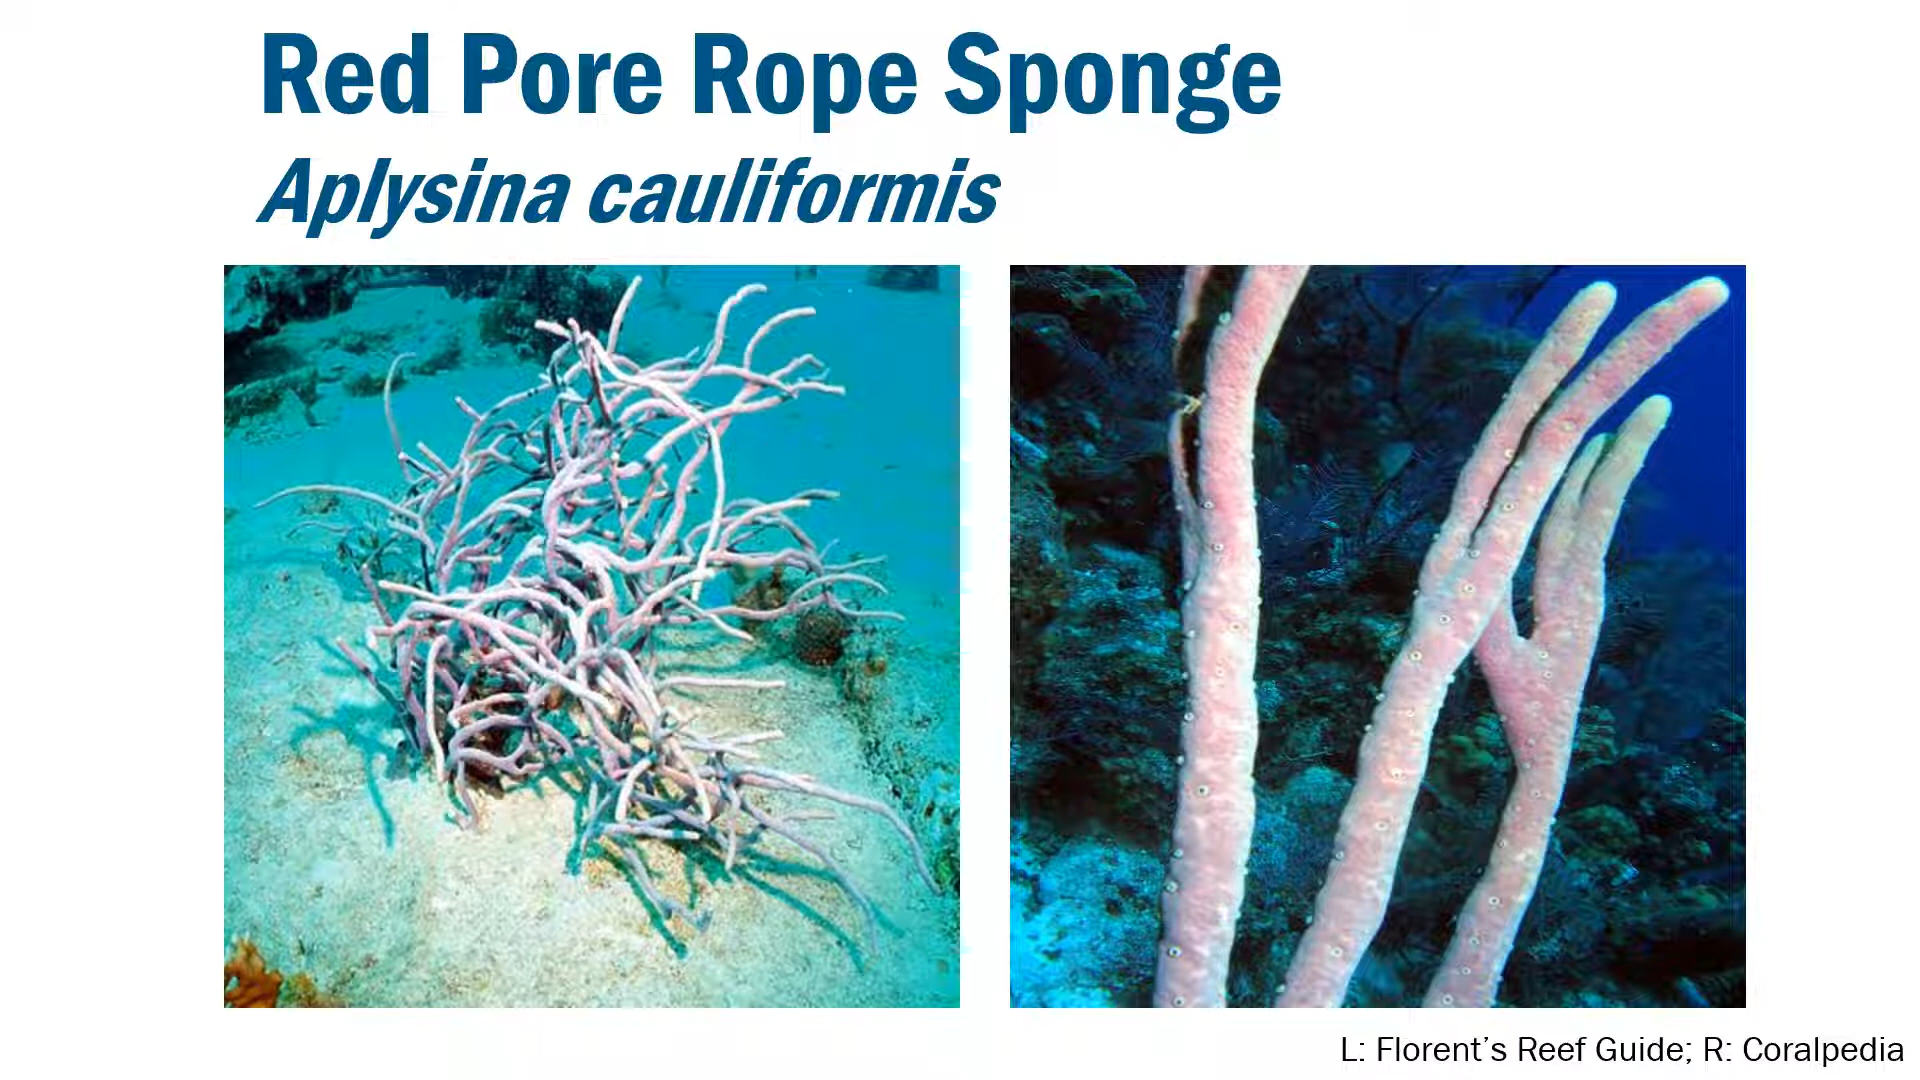 Red Pore Rope Sponge
Aplysina cauliformis
L: Florent's Reef Guide; R: Coralpedia